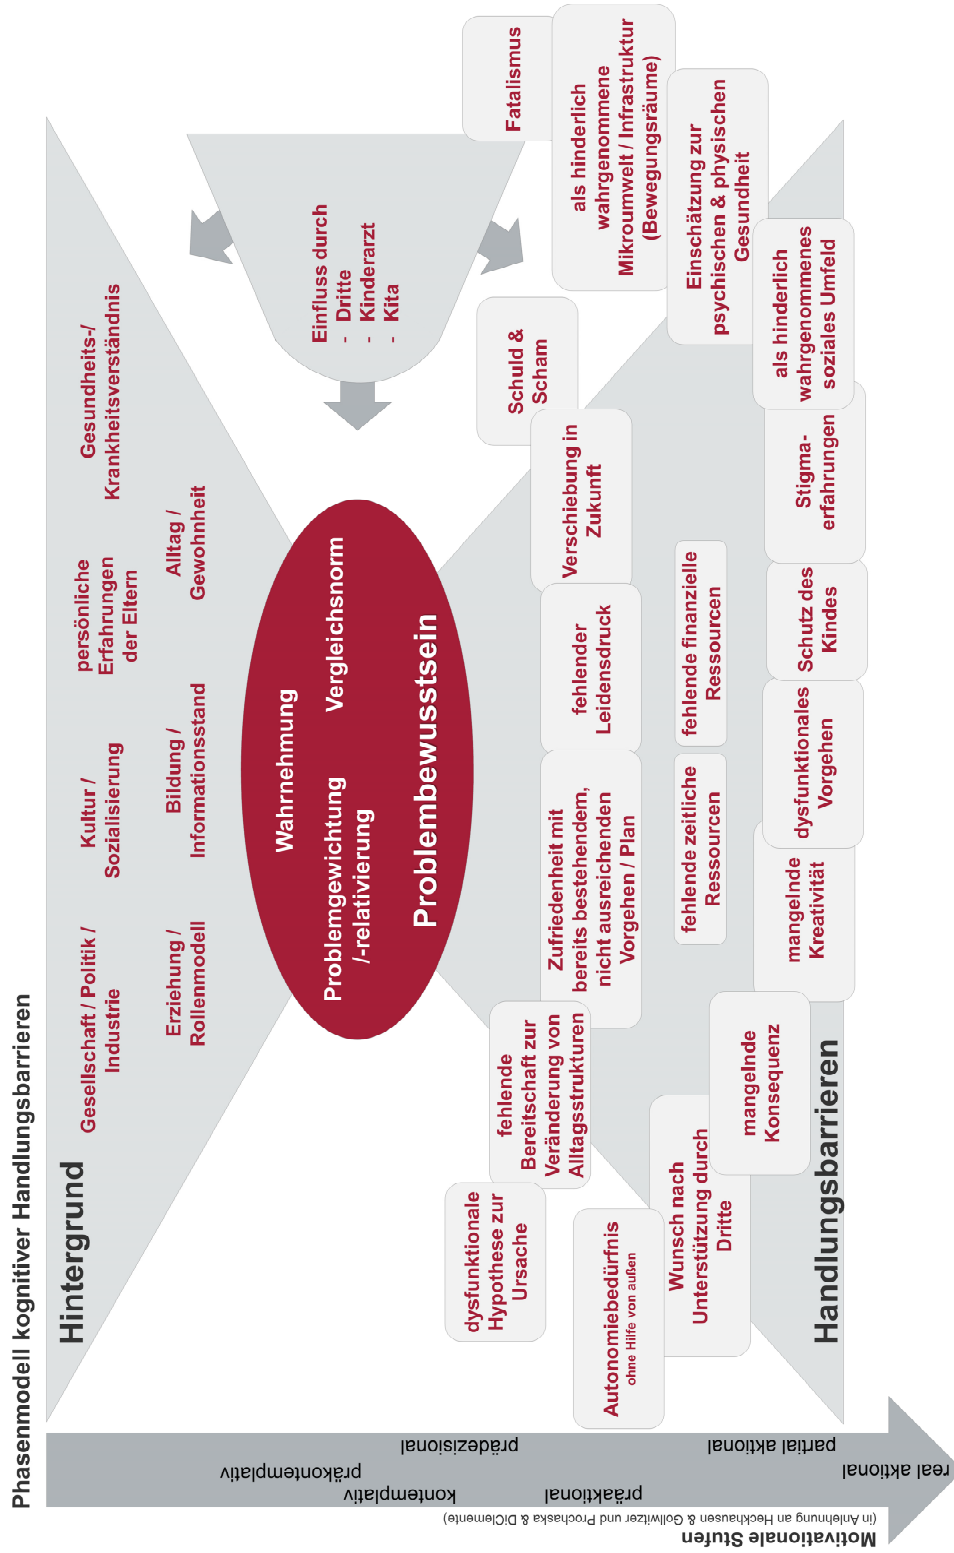 Phasenmodell kognitiver Handlungsbarrieren
Hintergrund
Gesellschaft / Politik /
Industrie
Kultur /
Sozialisierung
persönliche
Erfahrungen
der Eltern
Gesundheits-/
Krankheitsverständnis
Erziehung /
Rollenmodell
Bildung /
Informationsstand
Alltag /
Gewohnheit
Wahrnehmung
Problemgewichtung
/-relativierung
Vergleichsnorm
Problembewusstsein
Einfluss durch
- Dritte
- Kinderarzt
- Kita
dysfunktionale
Hypothese zur
Ursache
fehlende
Bereitschaft zur
Veränderung von
Alltagsstrukturen
Zufriedenheit mit
bereits bestehendem,
nicht ausreichenden
Vorgehen / Plan
fehlender
Leidensdruck
Verschiebung in
Zukunft
Schuld &
Scham
Fatalismus
als hinderlich
wahrgenommene
Mikroumwelt / Infrastruktur
(Bewegungsräume)
Autonomiebedürfnis
ohne Hilfe von außen
Wunsch nach
Unterstützung durch
Dritte
fehlende zeitliche
Ressourcen
fehlende finanzielle
Ressourcen
Einschätzung zur
psychischen & physischen
Gesundheit
mangelnde
Konsequenz
mangelnde
Kreativität
dysfunktionales
Vorgehen
Schutz des
Kindes
Stigma-
erfahrungen
als hinderlich
wahrgenommenes
soziales Umfeld
Handlungsbarrieren
Motivationale Stufen
(in Anlehnung an Heckhausen & Gollwitzer und Prochaska & DiClemente)
präkontemplativ
kontemplativ
prädezisional
präaktional
partial aktional
real aktional